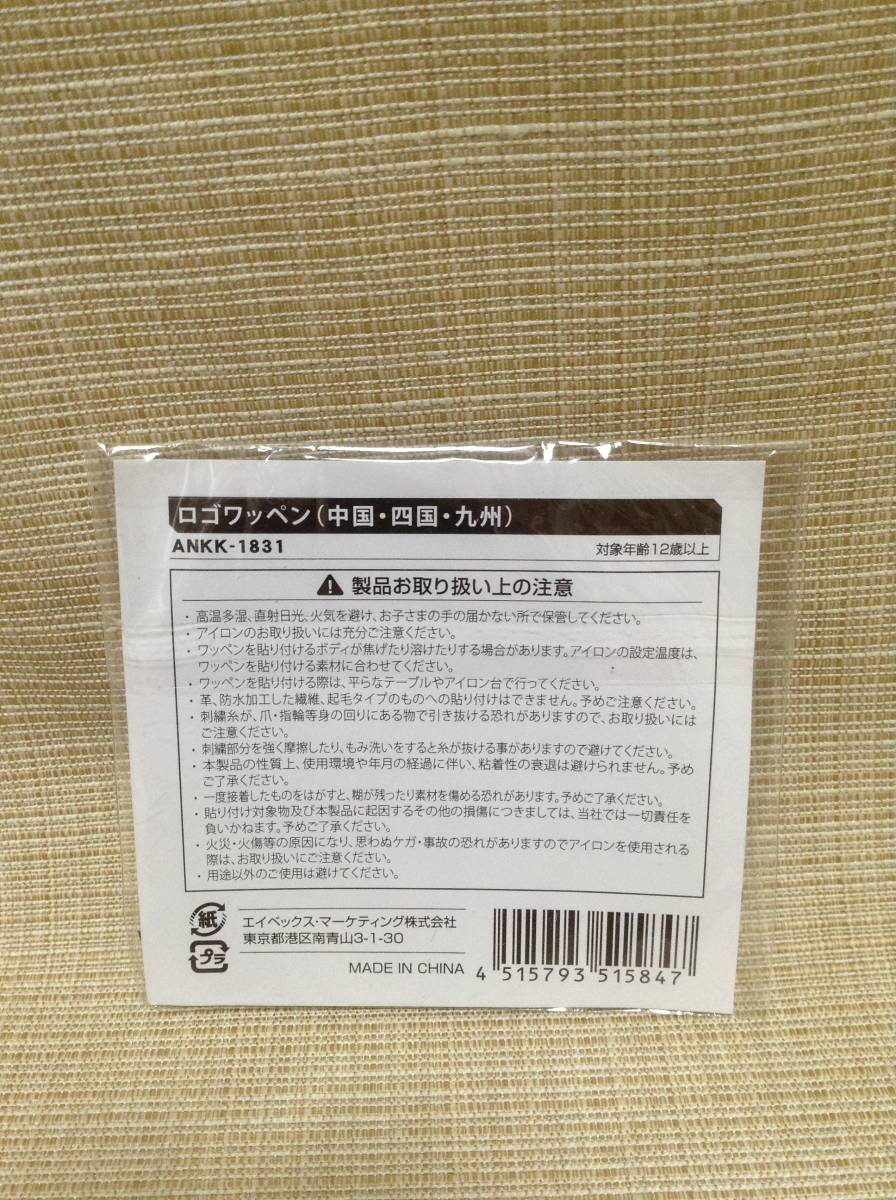 ロゴワッペン(中国・四国・九州)
ANKK-1831
対象年齢12歳以上
製品お取り扱い上の注意
・高温多湿、直射日光、火気を避け、お子さまの手の届かない所で保管してください。
・アイロンのお取り扱いには充分ご注意ください。
・ワッペンを貼り付けるボディが焦げたり溶けたりする場合があります。アイロンの設定温度は、
ワッペンを貼り付ける素材に合わせてください。
・ワッペンを貼り付ける際は、平らなテーブルやアイロン台で行ってください。
・革、防水加工した繊維、起毛タイプのものへの貼り付けはできません。予めご注意ください。
・刺繍糸が、爪・指輪等身の回りにある物で引き抜ける恐れがありますので、お取り扱いには
ご注意ください。
・刺繍部分を強く摩擦したり、もみ洗いをすると糸が抜ける事がありますので避けてください。
・本製品の性質上、使用環境や年月の経過に伴い、粘着性の衰退は避けられません。予め
ご了承ください。
・一度接着したものをはがすと、糊が残ったり素材を傷める恐れがあります。予めご了承ください。
・貼り付け対象物及び本製品に起因するその他の損傷につきましては、当社では一切責任を
負いかねます。予めご了承ください。
・火災・火傷等の原因になり、思わぬケガ・事故の恐れがありますのでアイロンを使用される
際は、お取り扱いにご注意ください。
・用途以外のご使用は避けてください。
紙
プラ
エイベックス・マーケティング株式会社
東京都港区南青山3-1-30
MADE IN CHINA
4 515793 515847